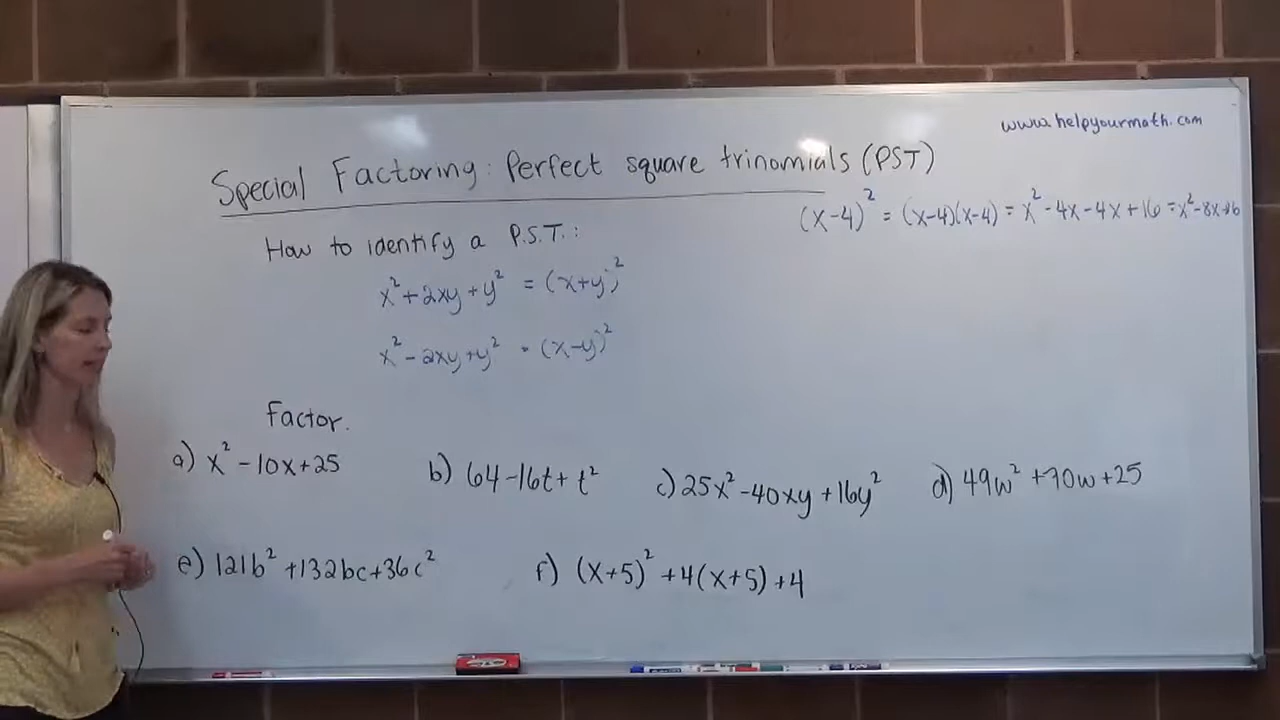 www.helpyourmath.com
Special Factoring: Perfect square trinomials (PST)
(x-4)² = (x-4)(x-4) = x² - 4x - 4x + 16 = x² - 8x + 16
How to identify a P.S.T.:
x² + 2xy + y² = (x+y)²
x² - 2xy + y² = (x-y)²
Factor.
a) x² - 10x + 25 b) 64 - 16t + t² c) 25x² - 40xy + 16y² d) 49w² + 70w + 25
e) 121b² + 132bc + 36c² f) (x+5)² + 4(x+5) + 4